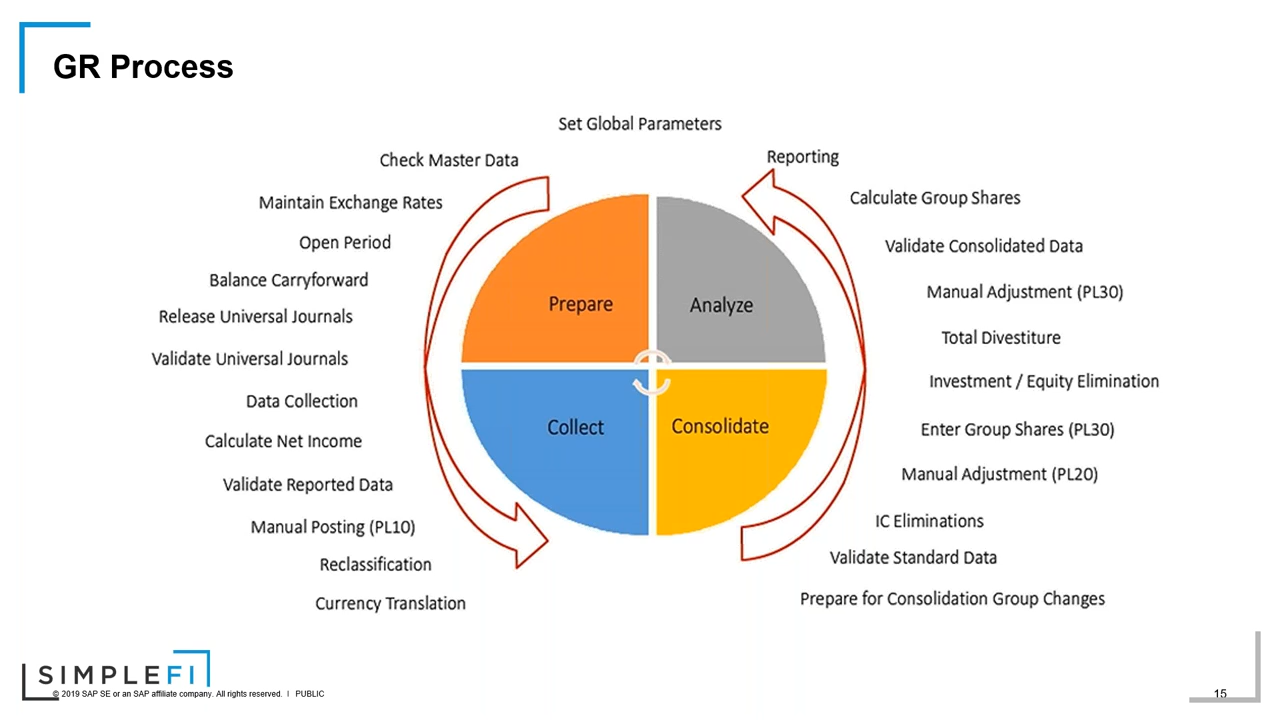 GR Process
Set Global Parameters
Check Master Data
Maintain Exchange Rates
Open Period
Balance Carryforward
Release Universal Journals
Validate Universal Journals
Data Collection
Calculate Net Income
Validate Reported Data
Manual Posting (PL10)
Reclassification
Currency Translation
Prepare
Analyze
Collect
Consolidate
Reporting
Calculate Group Shares
Validate Consolidated Data
Manual Adjustment (PL30)
Total Divestiture
Investment / Equity Elimination
Enter Group Shares (PL30)
Manual Adjustment (PL20)
IC Eliminations
Validate Standard Data
Prepare for Consolidation Group Changes
SIMPLEFI
© 2019 SAP SE or an SAP affiliate company. All rights reserved. | PUBLIC
15